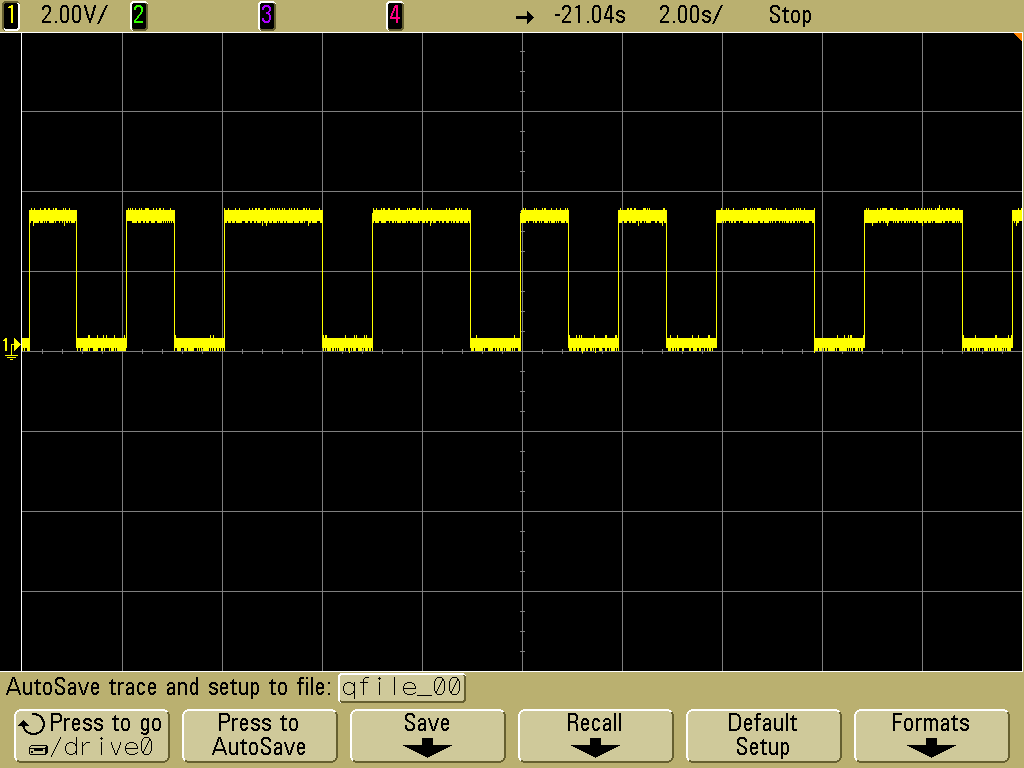 1 2.00V/ 2 3 4 → -21.04s 2.00s/ Stop
1
AutoSave trace and setup to file: qfile_00
Press to go
/drive0
Press to
AutoSave
Save
Recall
Default
Setup
Formats